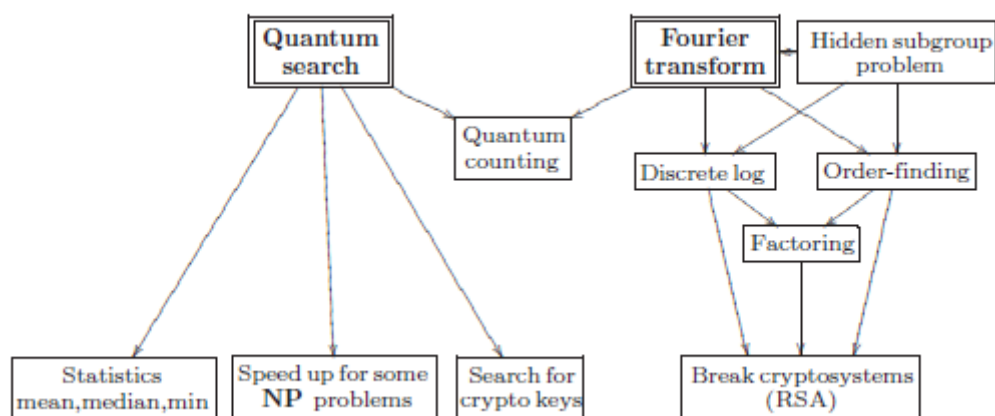 Quantum
search
Fourier
transform
Hidden subgroup
problem
Quantum
counting
Discrete log
Order-finding
Factoring
Statistics
mean,median,min
Speed up for some
NP problems
Search for
crypto keys
Break cryptosystems
(RSA)